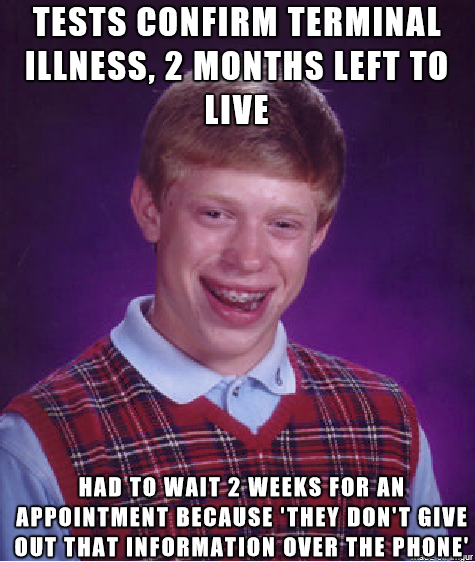 TESTS CONFIRM TERMINAL
ILLNESS, 2 MONTHS LEFT TO
LIVE
HAD TO WAIT 2 WEEKS FOR AN
APPOINTMENT BECAUSE 'THEY DON'T GIVE
OUT THAT INFORMATION OVER THE PHONE'